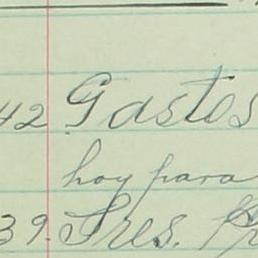 42 Gastos
hoy para
39. Sres.